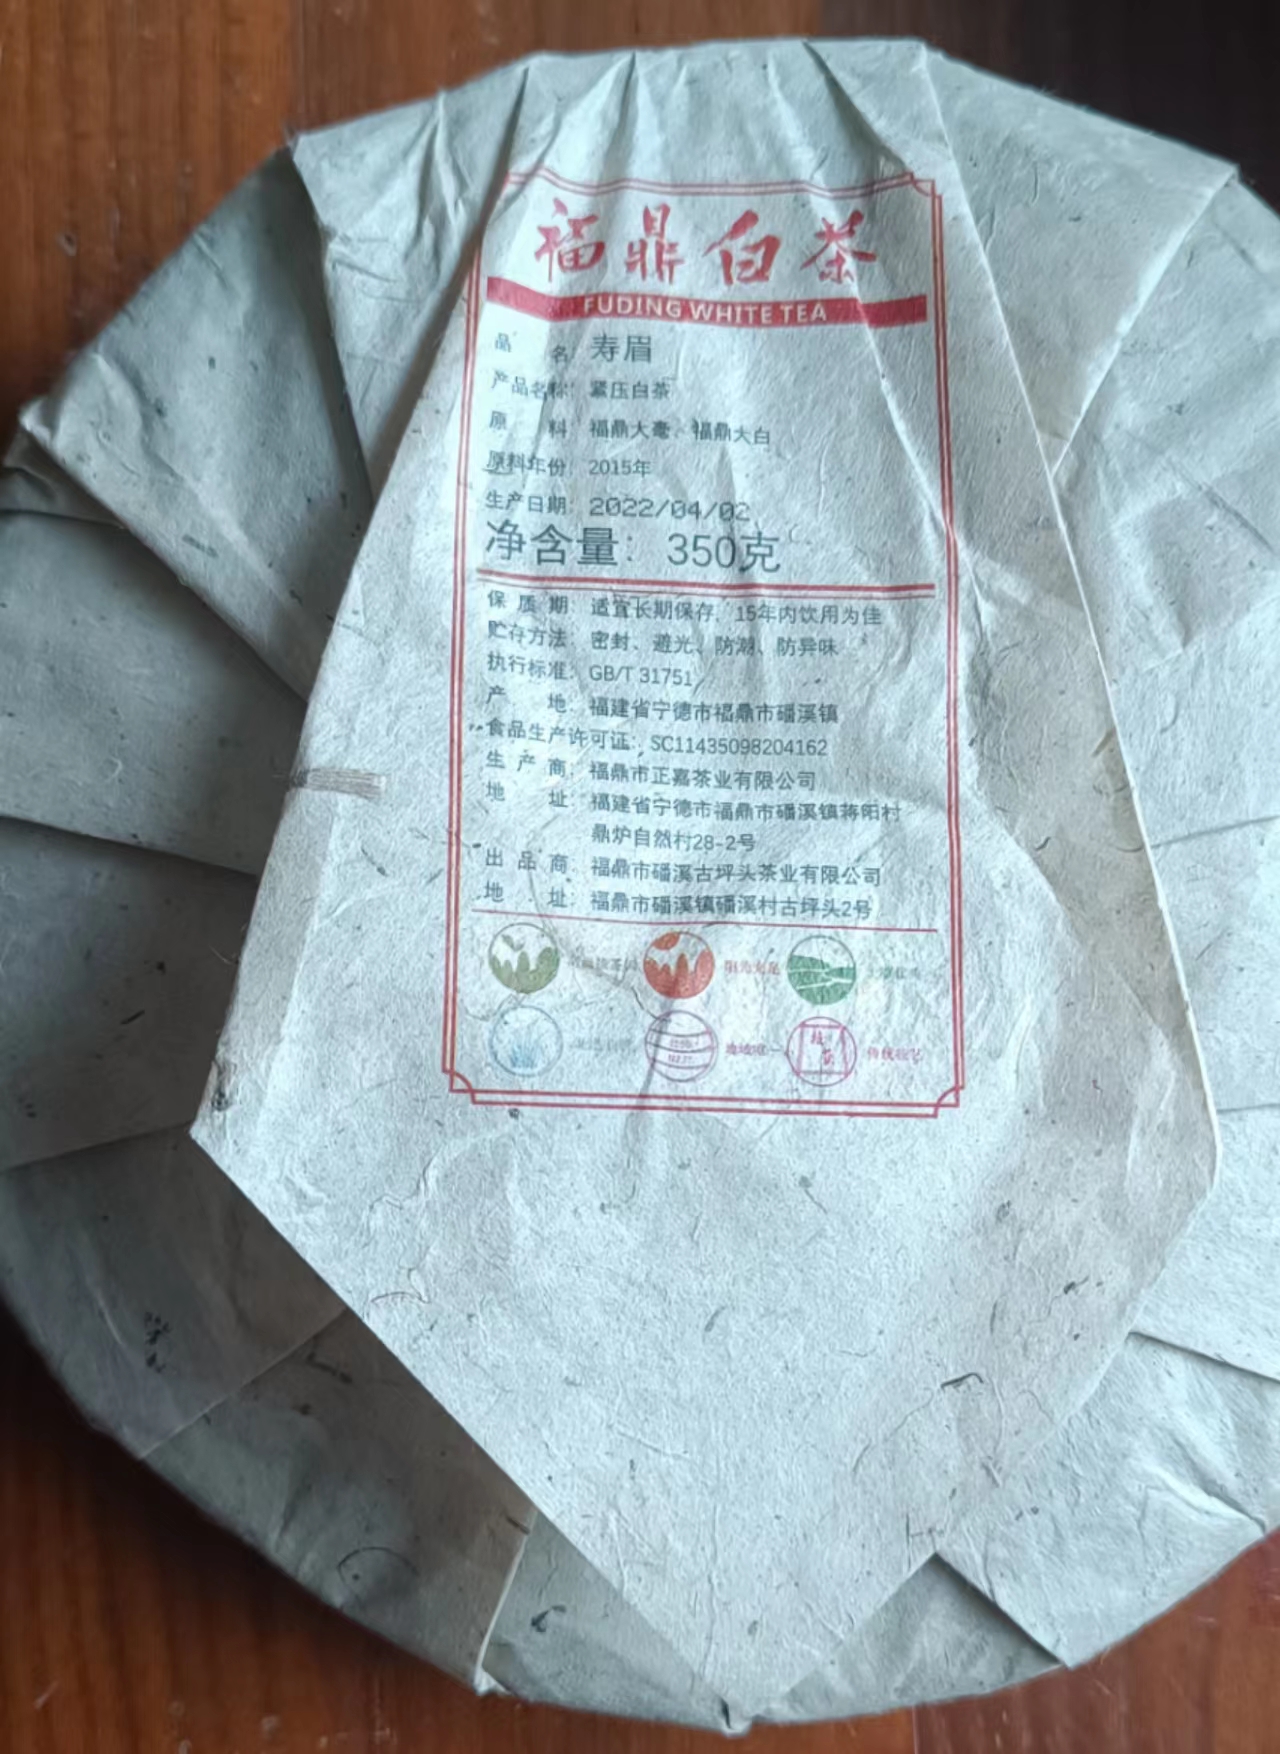 福鼎白茶
FUDING WHITE TEA
品名：寿眉
产品名称：紧压白茶
原料：福鼎大毫、福鼎大白
原料年份：2015年
生产日期：2022/04/02
净含量：350克
保质期：适宜长期保存，15年内饮用为佳
贮存方法：密封、避光、防潮、防异味
执行标准：GB/T 31751
产地：福建省宁德市福鼎市磻溪镇
食品生产许可证：SC11435098204162
生产商：福鼎市正嘉茶业有限公司
地址：福建省宁德市福鼎市磻溪镇蒋阳村
鼎炉自然村28-2号
出品商：福鼎市磻溪古坪头茶业有限公司
地址：福鼎市磻溪镇磻溪村古坪头2号